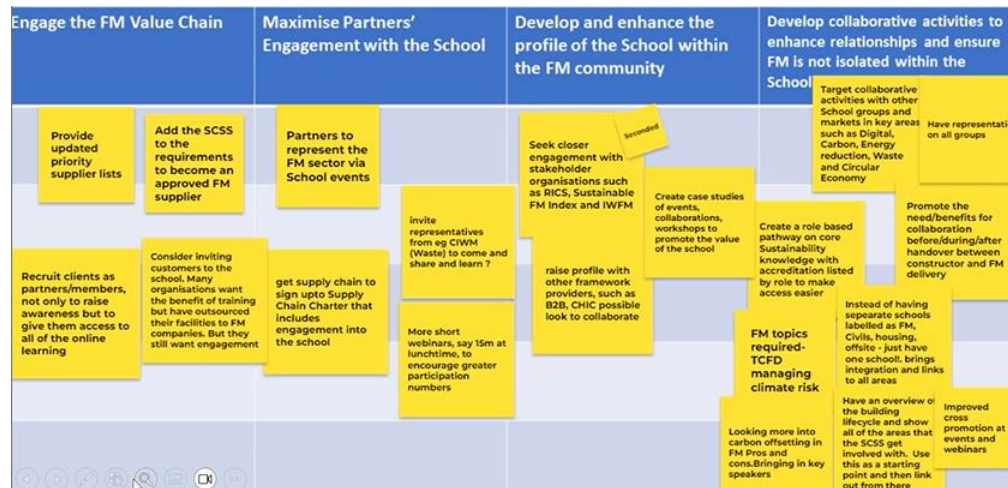 Engage the FM Value Chain
Maximise Partners'
Engagement with the School
Develop and enhance the
profile of the School within
the FM community
Develop collaborative activities to
enhance relationships and ensure
FM is not isolated within the
School
Provide
updated
priority
supplier lists
Add the SCSS
to the
requirements
to become an
approved FM
supplier
Recruit clients as
partners/members,
not only to raise
awareness but to
give them access to
all of the online
learning
Consider inviting
customers to the
school. Many
organisations want
the benefit of training
but have outsourced
their facilities to FM
companies. But they
still want engagement
Partners to
represent the
FM sector via
School events
invite
representatives
from eg CIWM
(Waste) to come and
share and learn ?
get supply chain to
sign upto Supply
Chain Charter that
includes
engagement into
the school
More short
webinars, say 15m at
lunchtime, to
encourage greater
participation
numbers
Seconded
Seek closer
engagement with
stakeholder
organisations such
as RICS, Sustainable
FM Index and IWFM
Create case studies
of events,
collaborations,
workshops to
promote the value
of the school
raise profile with
other framework
providers, such as
B2B, CHIC possible
look to collaborate
Target collaborative
activities with other
School groups and
markets in key areas
such as Digital,
Carbon, Energy
reduction, Waste
and Circular
Economy
Have representati
on all groups
Create a role based
pathway on core
Sustainability
knowledge with
accreditation listed
by role to make
access easier
Promote the
need/benefits for
collaboration
before/during/after
handover between
constructor and FM
delivery
FM topics
required-
TCFD
managing
climate risk
Instead of having
sepearate schools
labelled as FM,
Civils, housing,
offsite - just have
one school!. brings
integration and links
to all areas
Looking more into
carbon offsetting in
FM Pros and
cons.Bringing in key
speakers
Have an overview of
the building
lifecycle and show
all of the areas that
the SCSS get
involved with. Use
this as a starting
point and then link
out from there
Improved
cross
promotion at
events and
webinars